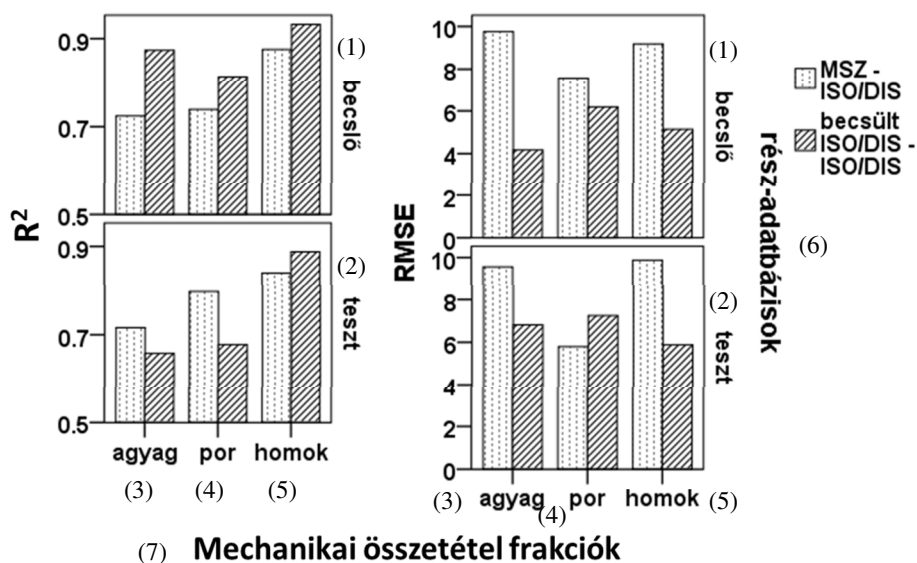 R²
0.9
0.7
0.5
(1)
becslő
0.9
0.7
0.5
(2)
teszt
agyag
por
homok
(3)
(4)
(5)
RMSE
10
8
6
4
2
0
(1)
becslő
10
8
6
4
2
0
(2)
teszt
(3)
agyag
(4)
por
homok
(5)
rész-adatbázisok
(6)
MSZ -
ISO/DIS
becsült
ISO/DIS -
ISO/DIS
(7) Mechanikai összetétel frakciók